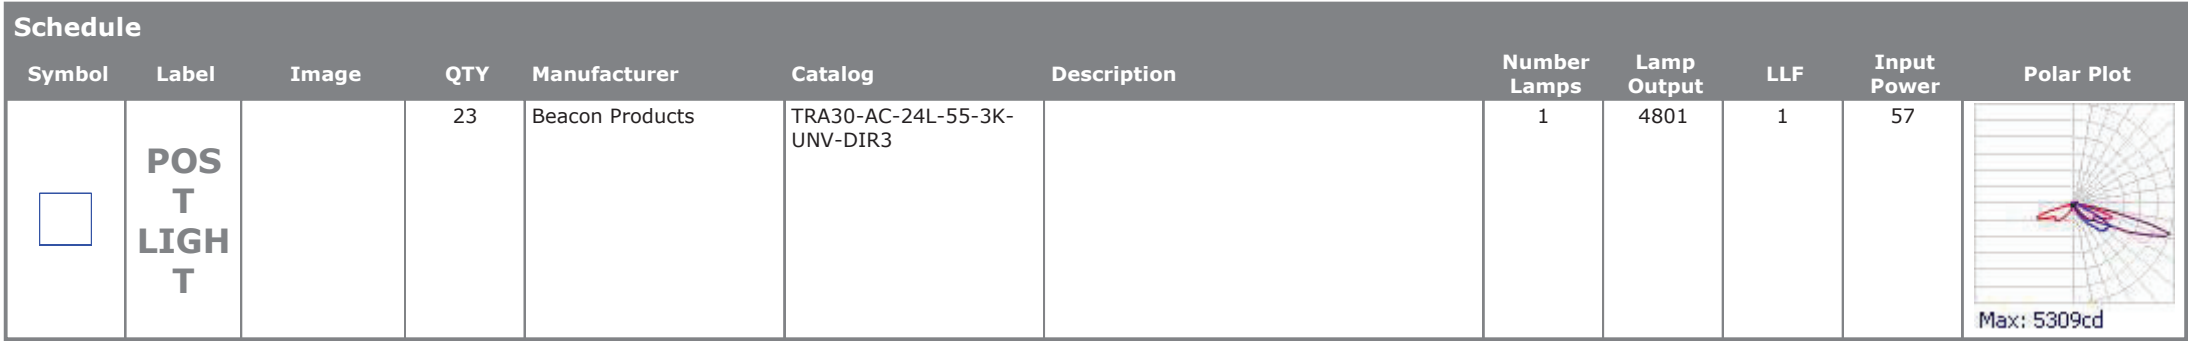 Schedule
Symbol Label Image QTY Manufacturer Catalog Description Number Lamps Lamp Output LLF Input Power Polar Plot
POS
T
LIGH
T
23 Beacon Products TRA30-AC-24L-55-3K-
UNV-DIR3
1 4801 1 57
Max: 5309cd